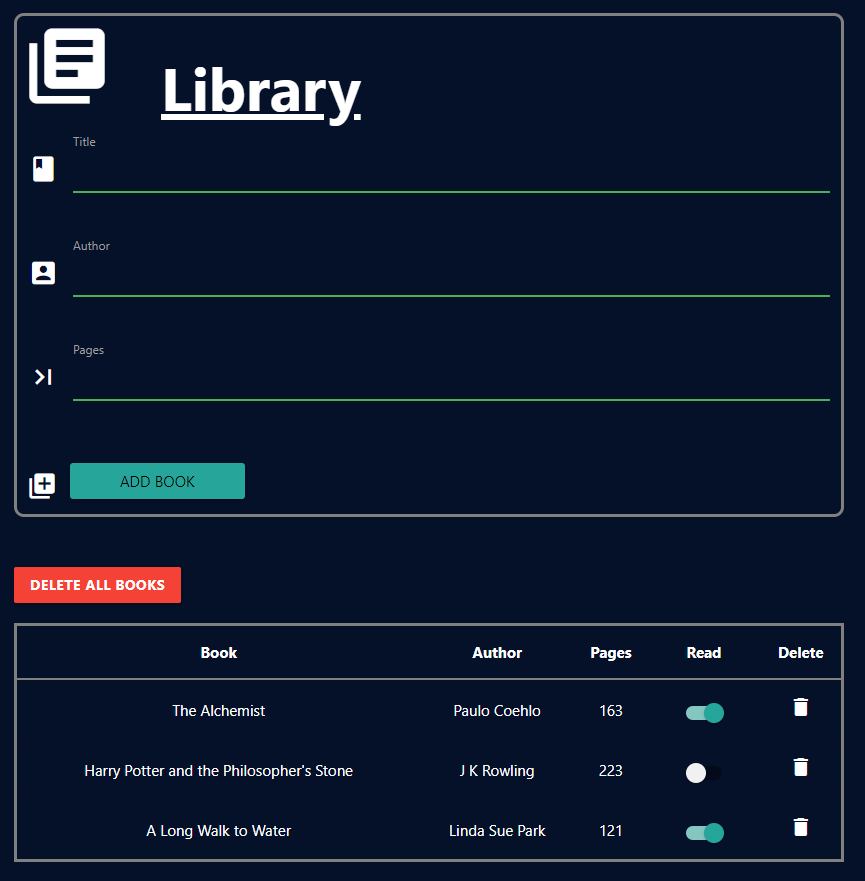 Library
Title
Author
Pages
ADD BOOK
DELETE ALL BOOKS
Book Author Pages Read Delete
The Alchemist Paulo Coehlo 163
Harry Potter and the Philosopher's Stone J K Rowling 223
A Long Walk to Water Linda Sue Park 121